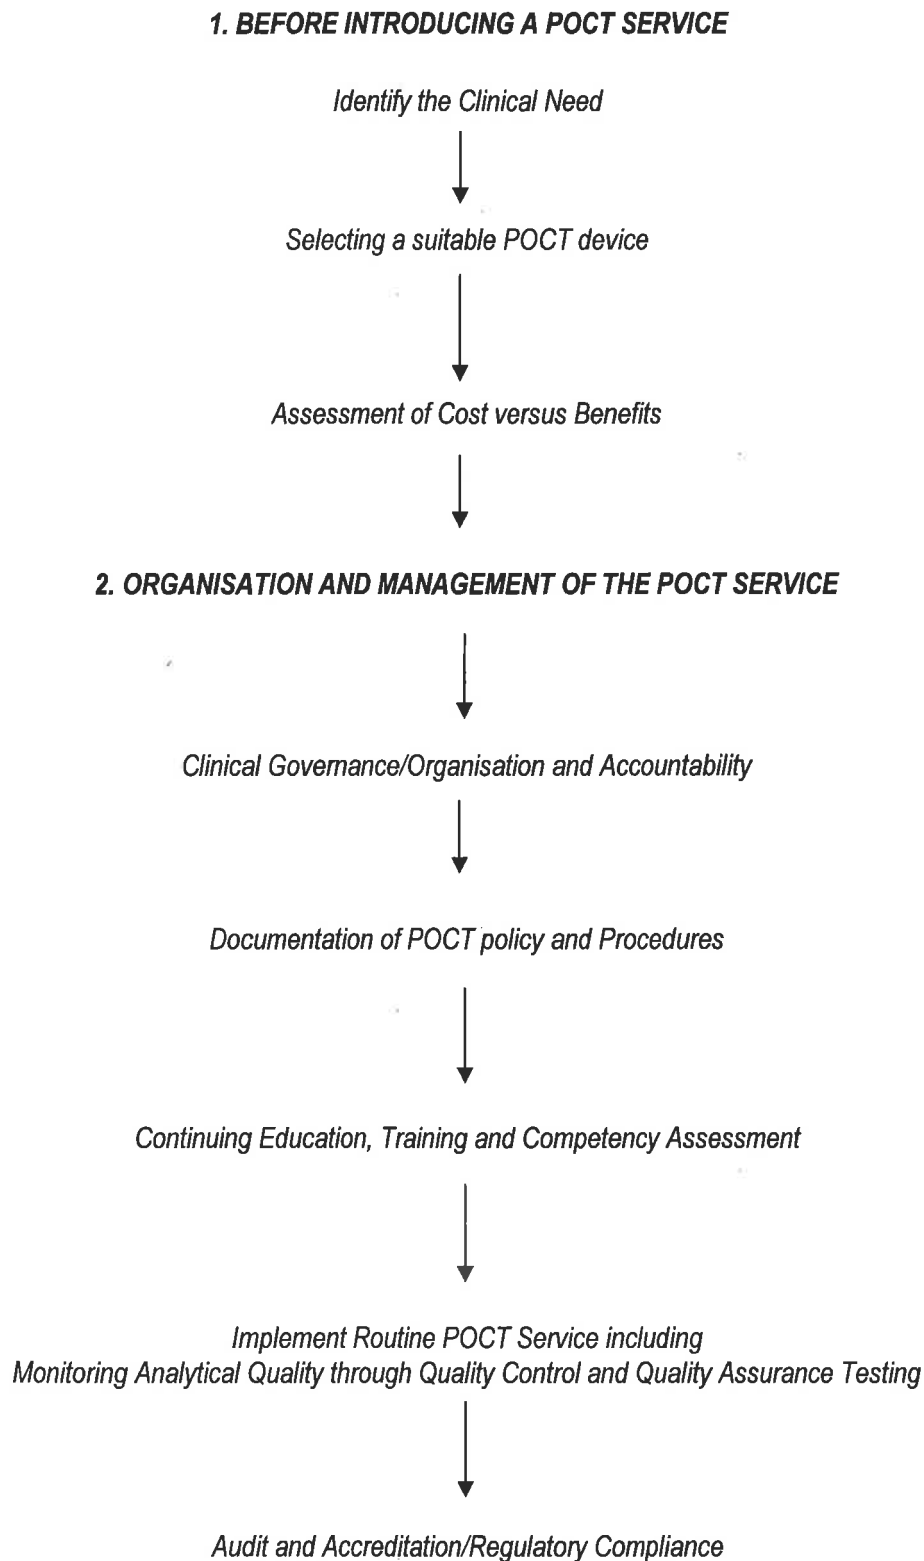 1. BEFORE INTRODUCING A POCT SERVICE
Identify the Clinical Need
Selecting a suitable POCT device
Assessment of Cost versus Benefits
2. ORGANISATION AND MANAGEMENT OF THE POCT SERVICE
Clinical Governance/Organisation and Accountability
Documentation of POCT policy and Procedures
Continuing Education, Training and Competency Assessment
Implement Routine POCT Service including
Monitoring Analytical Quality through Quality Control and Quality Assurance Testing
Audit and Accreditation/Regulatory Compliance